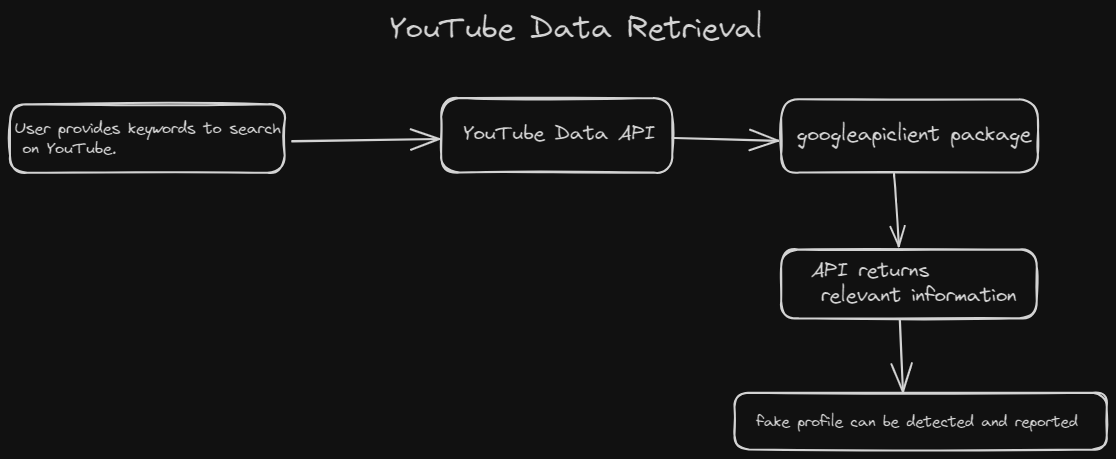 YouTube Data Retrieval
User provides keywords to search
on YouTube.
YouTube Data API
googleapiclient package
API returns
relevant information
fake profile can be detected and reported